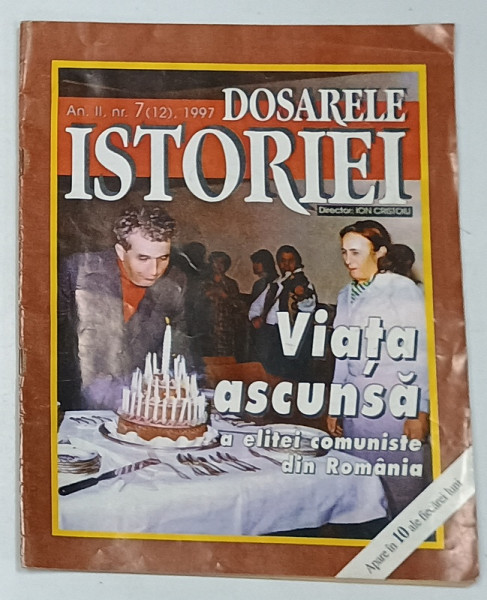 An. II, nr. 7 (12), 1997
DOSARELE
ISTORIEI
Director: ION CRISTOIU
Viaţa
ascunsă
a elitei comuniste
din România
Apare în 10 ale fiecărei luni